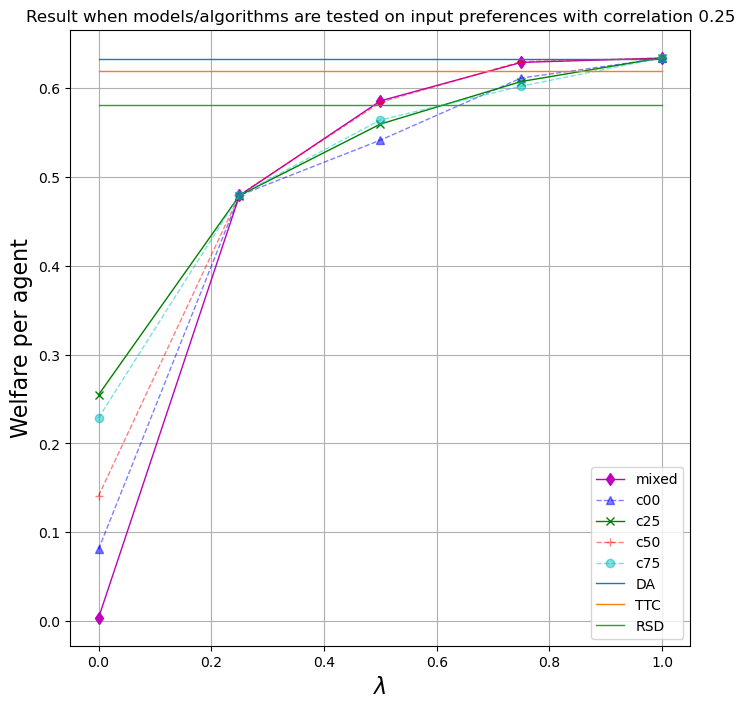 Result when models/algorithms are tested on input preferences with correlation 0.25
Welfare per agent
0.6
0.5
0.4
0.3
0.2
0.1
0.0
0.0 0.2 0.4 0.6 0.8 1.0
λ
mixed
c00
c25
c50
c75
DA
TTC
RSD